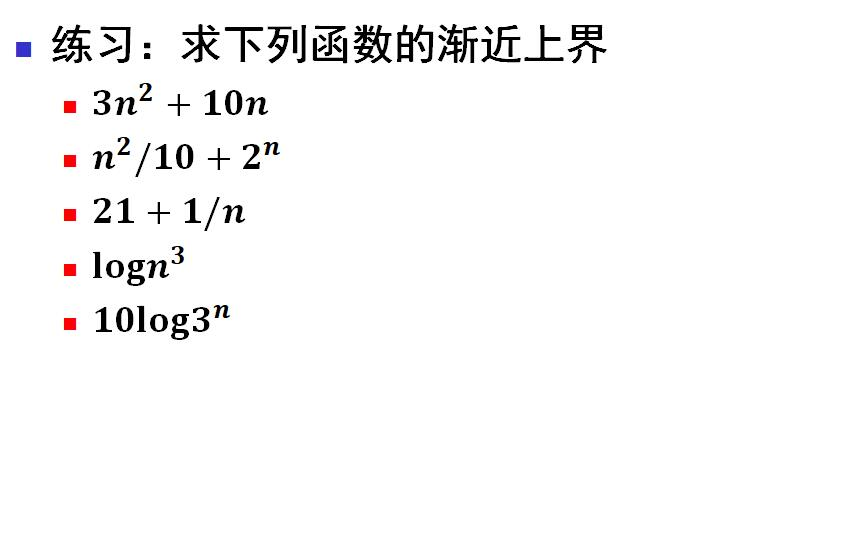 练习：求下列函数的渐近上界
3n² + 10n
n²/10 + 2ⁿ
21 + 1/n
logn³
10log3ⁿ